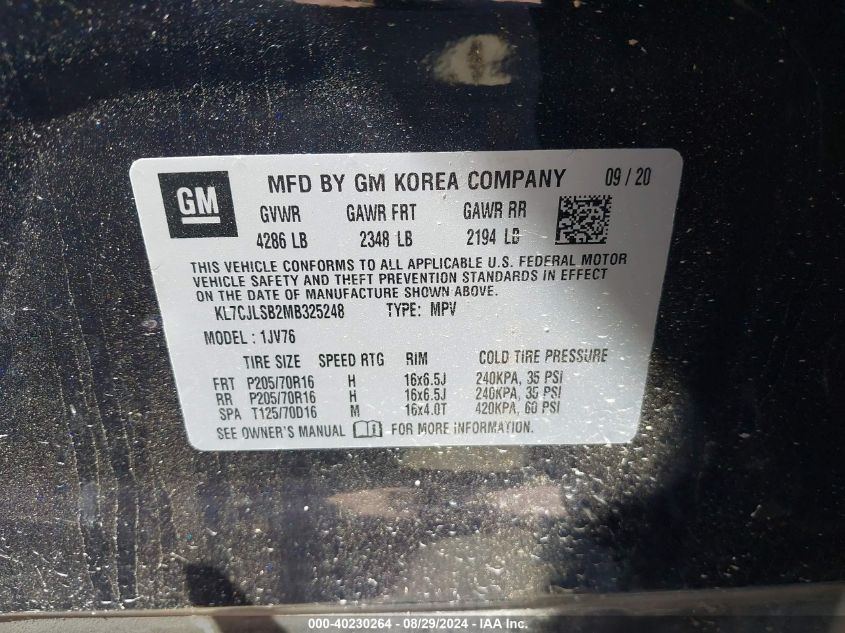 GM
MFD BY GM KOREA COMPANY 09 / 20
GVWR GAWR FRT GAWR RR
4286 LB 2348 LB 2194 LB
THIS VEHICLE CONFORMS TO ALL APPLICABLE U.S. FEDERAL MOTOR
VEHICLE SAFETY AND THEFT PREVENTION STANDARDS IN EFFECT
ON THE DATE OF MANUFACTURE SHOWN ABOVE.
KL7CJLSB2MB325248 TYPE: MPV
MODEL : 1JV76
TIRE SIZE SPEED RTG RIM COLD TIRE PRESSURE
FRT P205/70R16 H 16x6.5J 240KPA, 35 PSI
RR P205/70R16 H 16x6.5J 240KPA, 35 PSI
SPA T125/70D16 M 16x4.0T 420KPA, 60 PSI
SEE OWNER'S MANUAL FOR MORE INFORMATION.
000-40230264 - 08/29/2024 - IAA Inc.